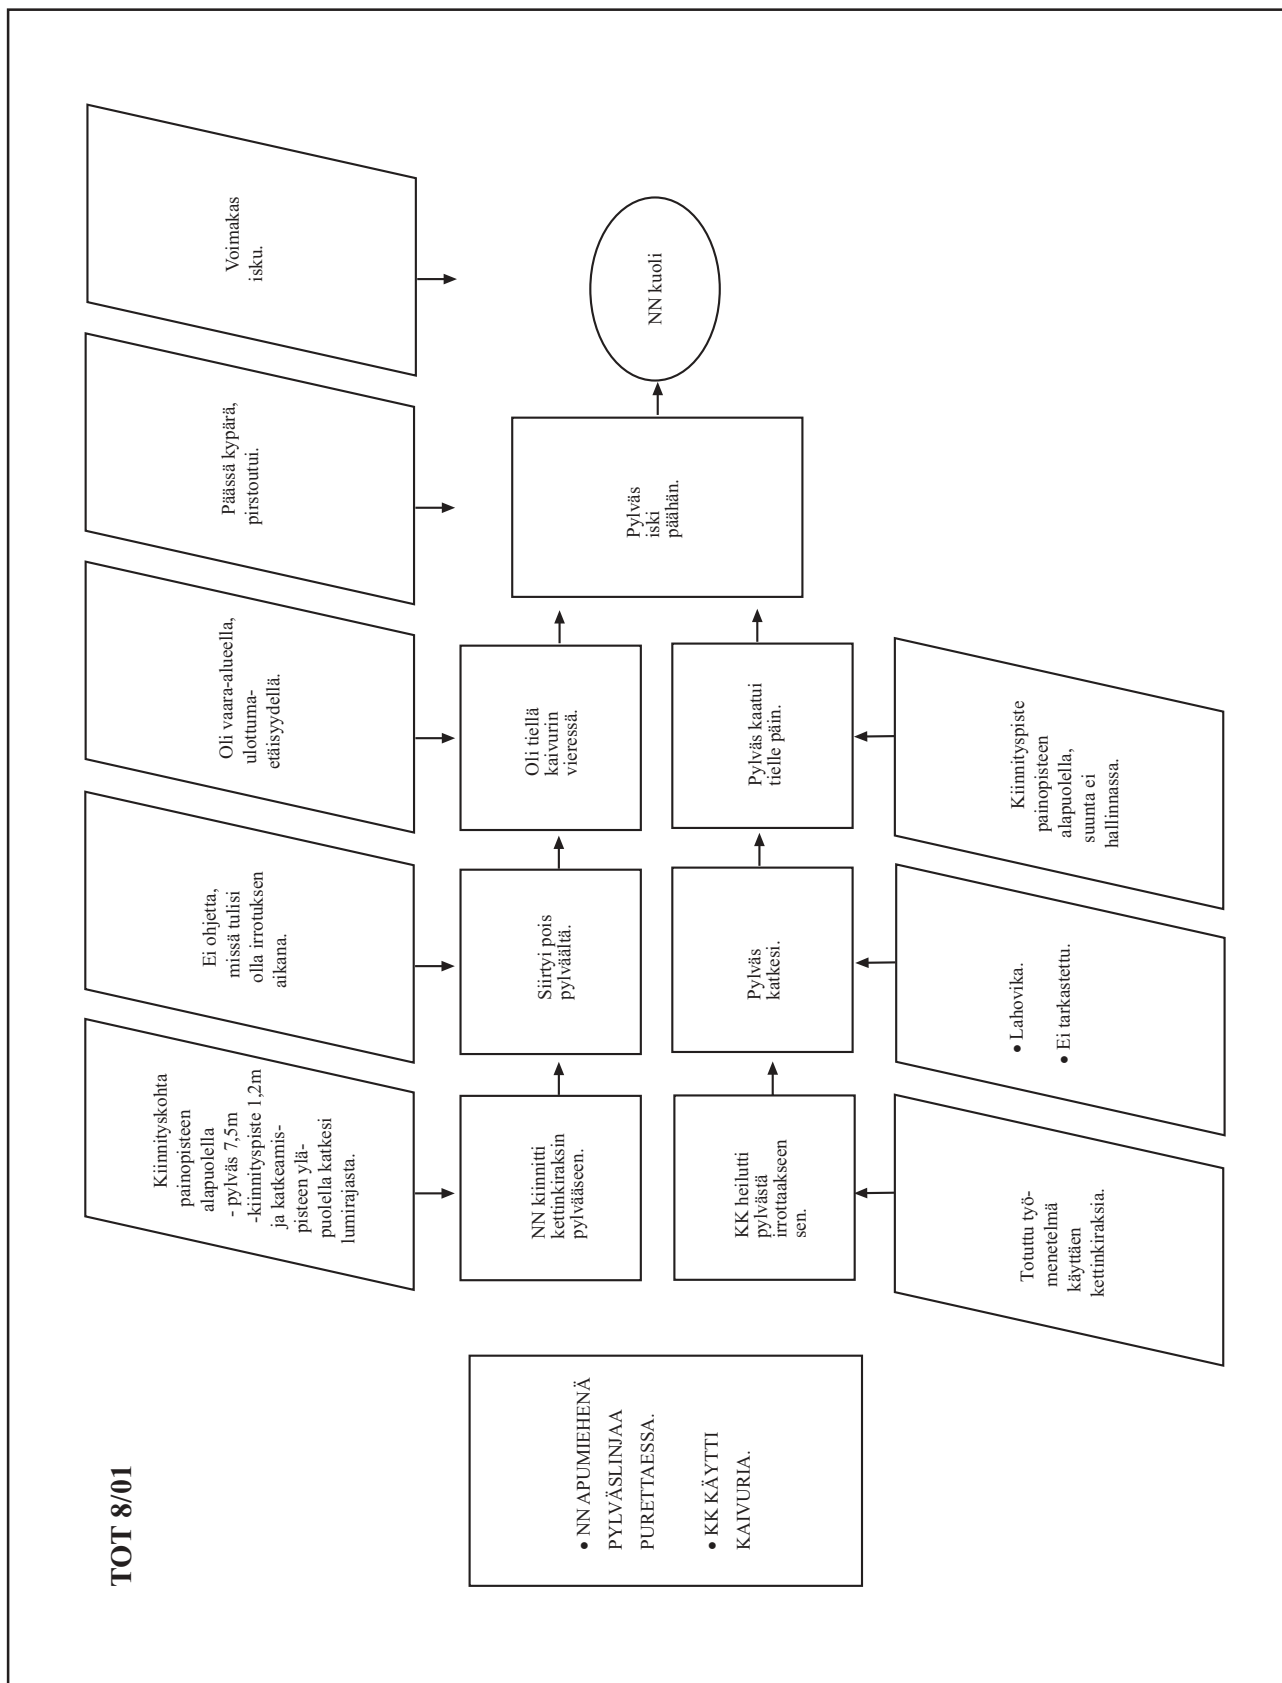 TOT 8/01
• NN APUMIEHENÄ
PYLVÄSLINJAA
PURETTAESSA.
• KK KÄYTTI
KAIVURIA.
Kiinnityskohta
painopisteen
alapuolella
- pylväs 7,5m
-kiinnityspiste 1,2m
ja katkeamis-
pisteen ylä-
puolella katkesi
lumirajasta.
Ei ohjetta,
missä tulisi
olla irrotuksen
aikana.
Oli vaara-alueella,
ulottuma-
etäisyydellä.
Päässä kypärä,
pirstoutui.
Voimakas
isku.
NN kiinnitti
kettinkiraksin
pylvääseen.
Siirtyi pois
pylväältä.
Oli tiellä
kaivurin
vieressä.
Pylväs
iski
päähän.
NN kuoli
KK heilutti
pylvästä
irrottaakseen
sen.
Pylväs
katkesi.
Pylväs kaatui
tielle päin.
Totuttu työ-
menetelmä
käyttäen
kettinkiraksia.
• Lahovika.
• Ei tarkastettu.
Kiinnityspiste
painopisteen
alapuolella,
suunta ei
hallinnassa.